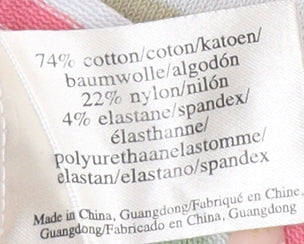 74% cotton/coton/katoen/
baumwolle/algodón
22% nylon/nilón
4% elastane/spandex/
élasthanne/
polyurethaanelastomme/
elastan/elastano/spandex
Made in China, Guangdong/Fabriqué en Chine,
Guangdong/Fabricado en China, Guangdong